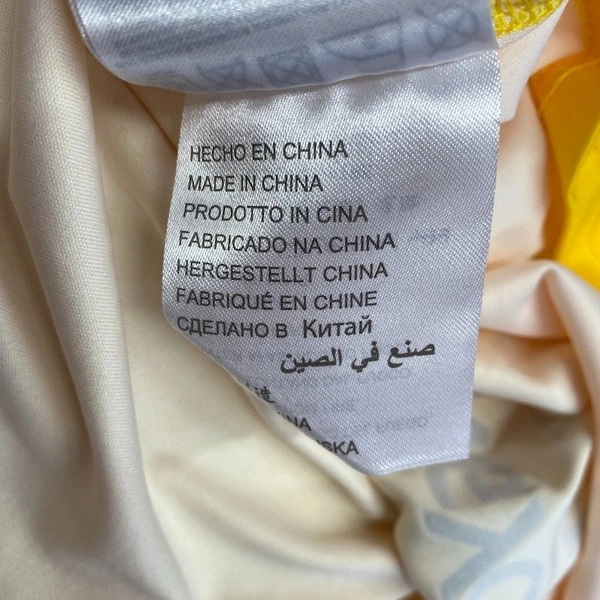 HECHO EN CHINA
MADE IN CHINA
PRODOTTO IN CINA
FABRICADO NA CHINA
HERGESTELLT CHINA
FABRIQUÉ EN CHINE
СДЕЛАНО В Китай
صنع في الصين